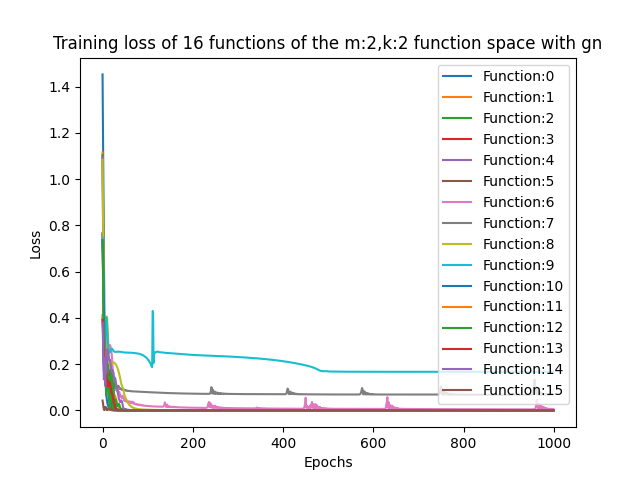 Training loss of 16 functions of the m:2,k:2 function space with gn
Loss
1.4
1.2
1.0
0.8
0.6
0.4
0.2
0.0
0
200
400
600
800
1000
Epochs
Function:0
Function:1
Function:2
Function:3
Function:4
Function:5
Function:6
Function:7
Function:8
Function:9
Function:10
Function:11
Function:12
Function:13
Function:14
Function:15